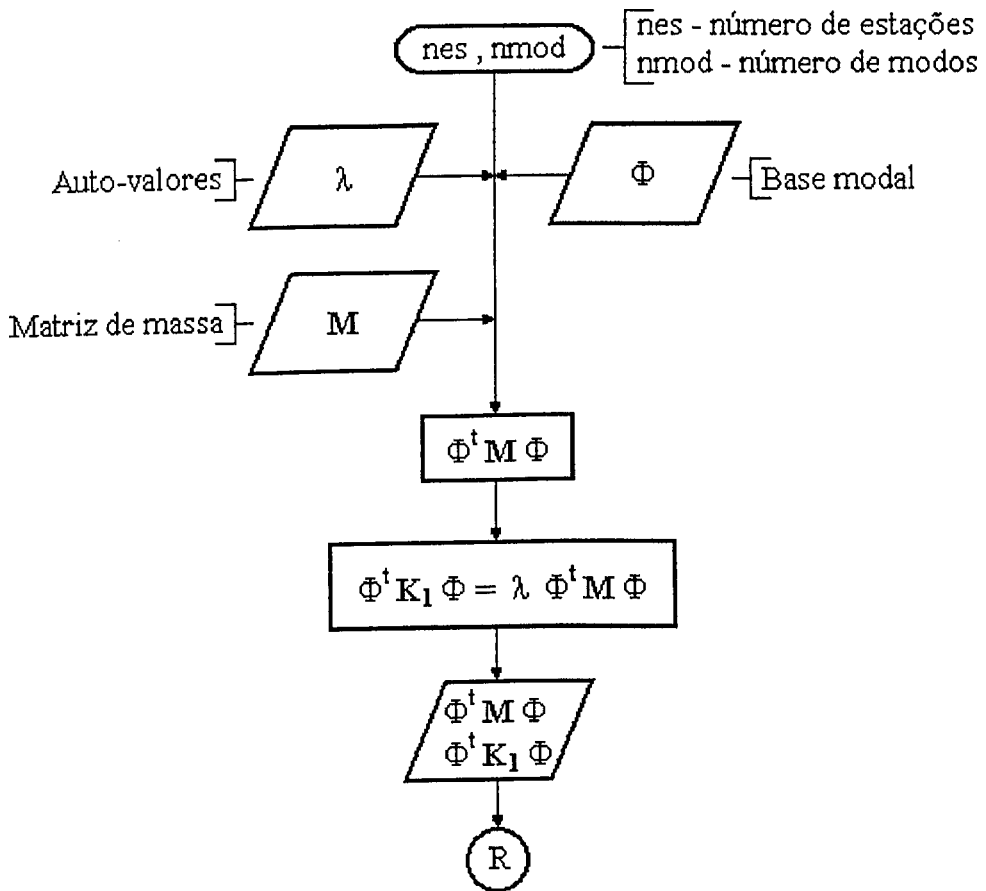 nes , nmod
nes - número de estações
nmod - número de modos
Auto-valores
λ
Φ
Base modal
Matriz de massa
M
Φᵗ M Φ
Φᵗ K₁ Φ = λ Φᵗ M Φ
Φᵗ M Φ
Φᵗ K₁ Φ
R